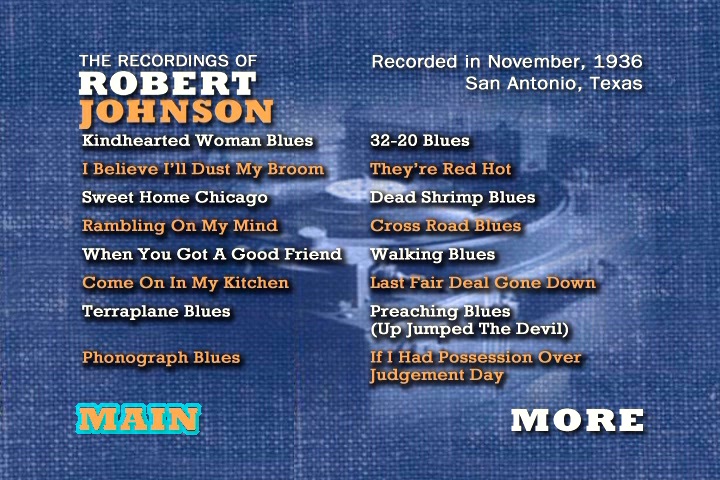 THE RECORDINGS OF
ROBERT
JOHNSON
Recorded in November, 1936
San Antonio, Texas
Kindhearted Woman Blues
I Believe I'll Dust My Broom
Sweet Home Chicago
Rambling On My Mind
When You Got A Good Friend
Come On In My Kitchen
Terraplane Blues
Phonograph Blues
32-20 Blues
They're Red Hot
Dead Shrimp Blues
Cross Road Blues
Walking Blues
Last Fair Deal Gone Down
Preaching Blues
(Up Jumped The Devil)
If I Had Possession Over
Judgement Day
MAIN
MORE